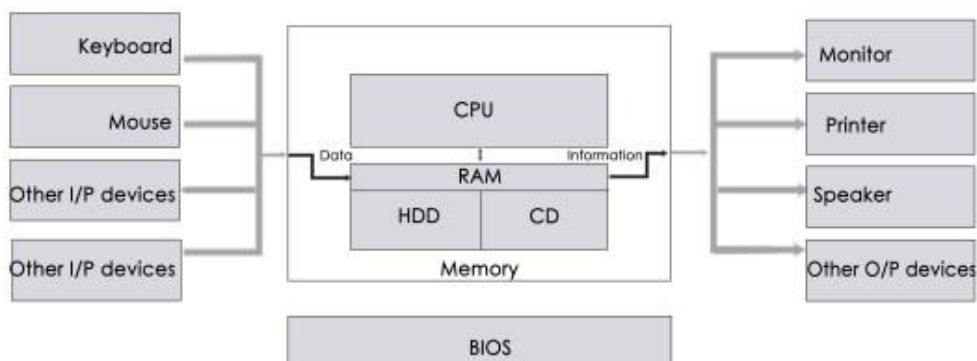 Keyboard
Mouse
Other I/P devices
Other I/P devices
CPU
Data
Information
RAM
HDD
CD
Memory
BIOS
Monitor
Printer
Speaker
Other O/P devices